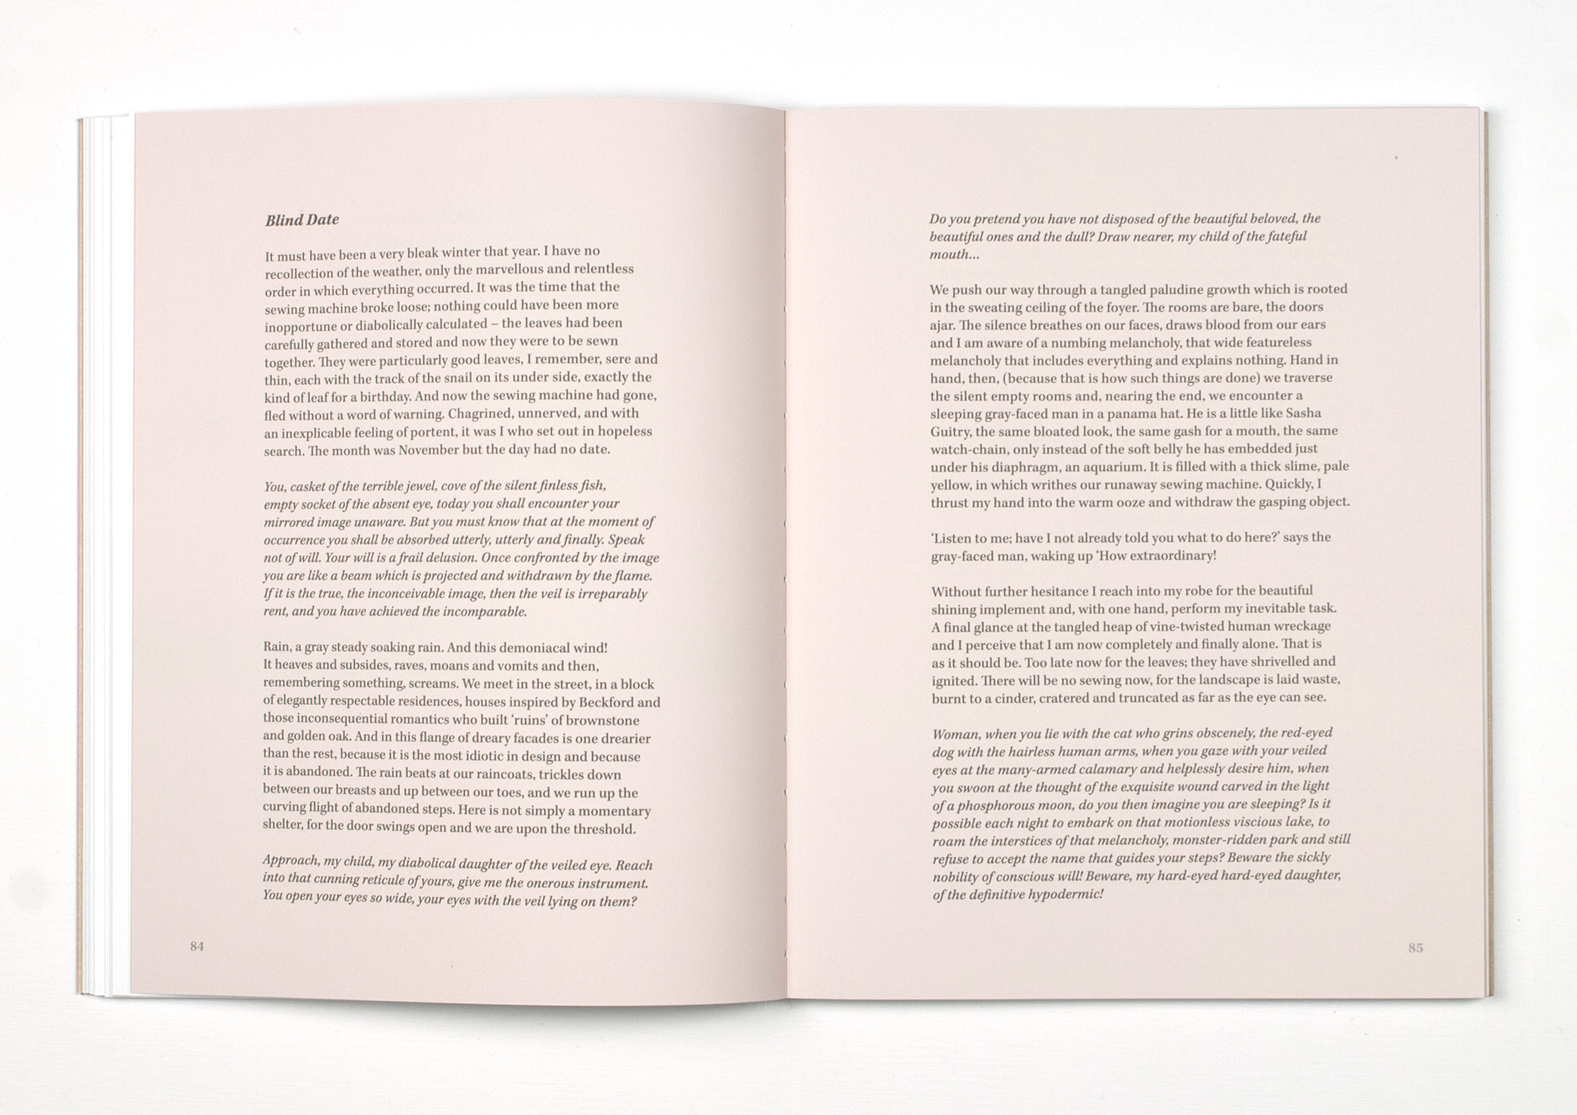 Blind Date
It must have been a very bleak winter that year. I have no
recollection of the weather, only the marvellous and relentless
order in which everything occurred. It was the time that the
sewing machine broke loose; nothing could have been more
inopportune or diabolically calculated – the leaves had been
carefully gathered and stored and now they were to be sewn
together. They were particularly good leaves, I remember, sere and
thin, each with the track of the snail on its under side, exactly the
kind of leaf for a birthday. And now the sewing machine had gone,
fled without a word of warning. Chagrined, unnerved, and with
an inexplicable feeling of portent, it was I who set out in hopeless
search. The month was November but the day had no date.
You, casket of the terrible jewel, cove of the silent finless fish,
empty socket of the absent eye, today you shall encounter your
mirrored image unaware. But you must know that at the moment of
occurrence you shall be absorbed utterly, utterly and finally. Speak
not of will. Your will is a frail delusion. Once confronted by the image
you are like a beam which is projected and withdrawn by the flame.
If it is the true, the inconceivable image, then the veil is irreparably
rent, and you have achieved the incomparable.
Rain, a gray steady soaking rain. And this demoniacal wind!
It heaves and subsides, raves, moans and vomits and then,
remembering something, screams. We meet in the street, in a block
of elegantly respectable residences, houses inspired by Beckford and
those inconsequential romantics who built ‘ruins’ of brownstone
and golden oak. And in this flange of dreary facades is one drearier
than the rest, because it is the most idiotic in design and because
it is abandoned. The rain beats at our raincoats, trickles down
between our breasts and up between our toes, and we run up the
curving flight of abandoned steps. Here is not simply a momentary
shelter, for the door swings open and we are upon the threshold.
Approach, my child, my diabolical daughter of the veiled eye. Reach
into that cunning reticule of yours, give me the onerous instrument.
You open your eyes so wide, your eyes with the veil lying on them?
84
Do you pretend you have not disposed of the beautiful beloved, the
beautiful ones and the dull? Draw nearer, my child of the fateful
mouth...
We push our way through a tangled paludine growth which is rooted
in the sweating ceiling of the foyer. The rooms are bare, the doors
ajar. The silence breathes on our faces, draws blood from our ears
and I am aware of a numbing melancholy, that wide featureless
melancholy that includes everything and explains nothing. Hand in
hand, then, (because that is how such things are done) we traverse
the silent empty rooms and, nearing the end, we encounter a
sleeping gray-faced man in a panama hat. He is a little like Sasha
Guitry, the same bloated look, the same gash for a mouth, the same
watch-chain, only instead of the soft belly he has embedded just
under his diaphragm, an aquarium. It is filled with a thick slime, pale
yellow, in which writhes our runaway sewing machine. Quickly, I
thrust my hand into the warm ooze and withdraw the gasping object.
‘Listen to me; have I not already told you what to do here?’ says the
gray-faced man, waking up ‘How extraordinary!
Without further hesitance I reach into my robe for the beautiful
shining implement and, with one hand, perform my inevitable task.
A final glance at the tangled heap of vine-twisted human wreckage
and I perceive that I am now completely and finally alone. That is
as it should be. Too late now for the leaves; they have shrivelled and
ignited. There will be no sewing now, for the landscape is laid waste,
burnt to a cinder, cratered and truncated as far as the eye can see.
Woman, when you lie with the cat who grins obscenely, the red-eyed
dog with the hairless human arms, when you gaze with your veiled
eyes at the many-armed calamary and helplessly desire him, when
you swoon at the thought of the exquisite wound carved in the light
of a phosphorous moon, do you then imagine you are sleeping? Is it
possible each night to embark on that motionless viscious lake, to
roam the interstices of that melancholy, monster-ridden park and still
refuse to accept the name that guides your steps? Beware the sickly
nobility of conscious will! Beware, my hard-eyed hard-eyed daughter,
of the definitive hypodermic!
85